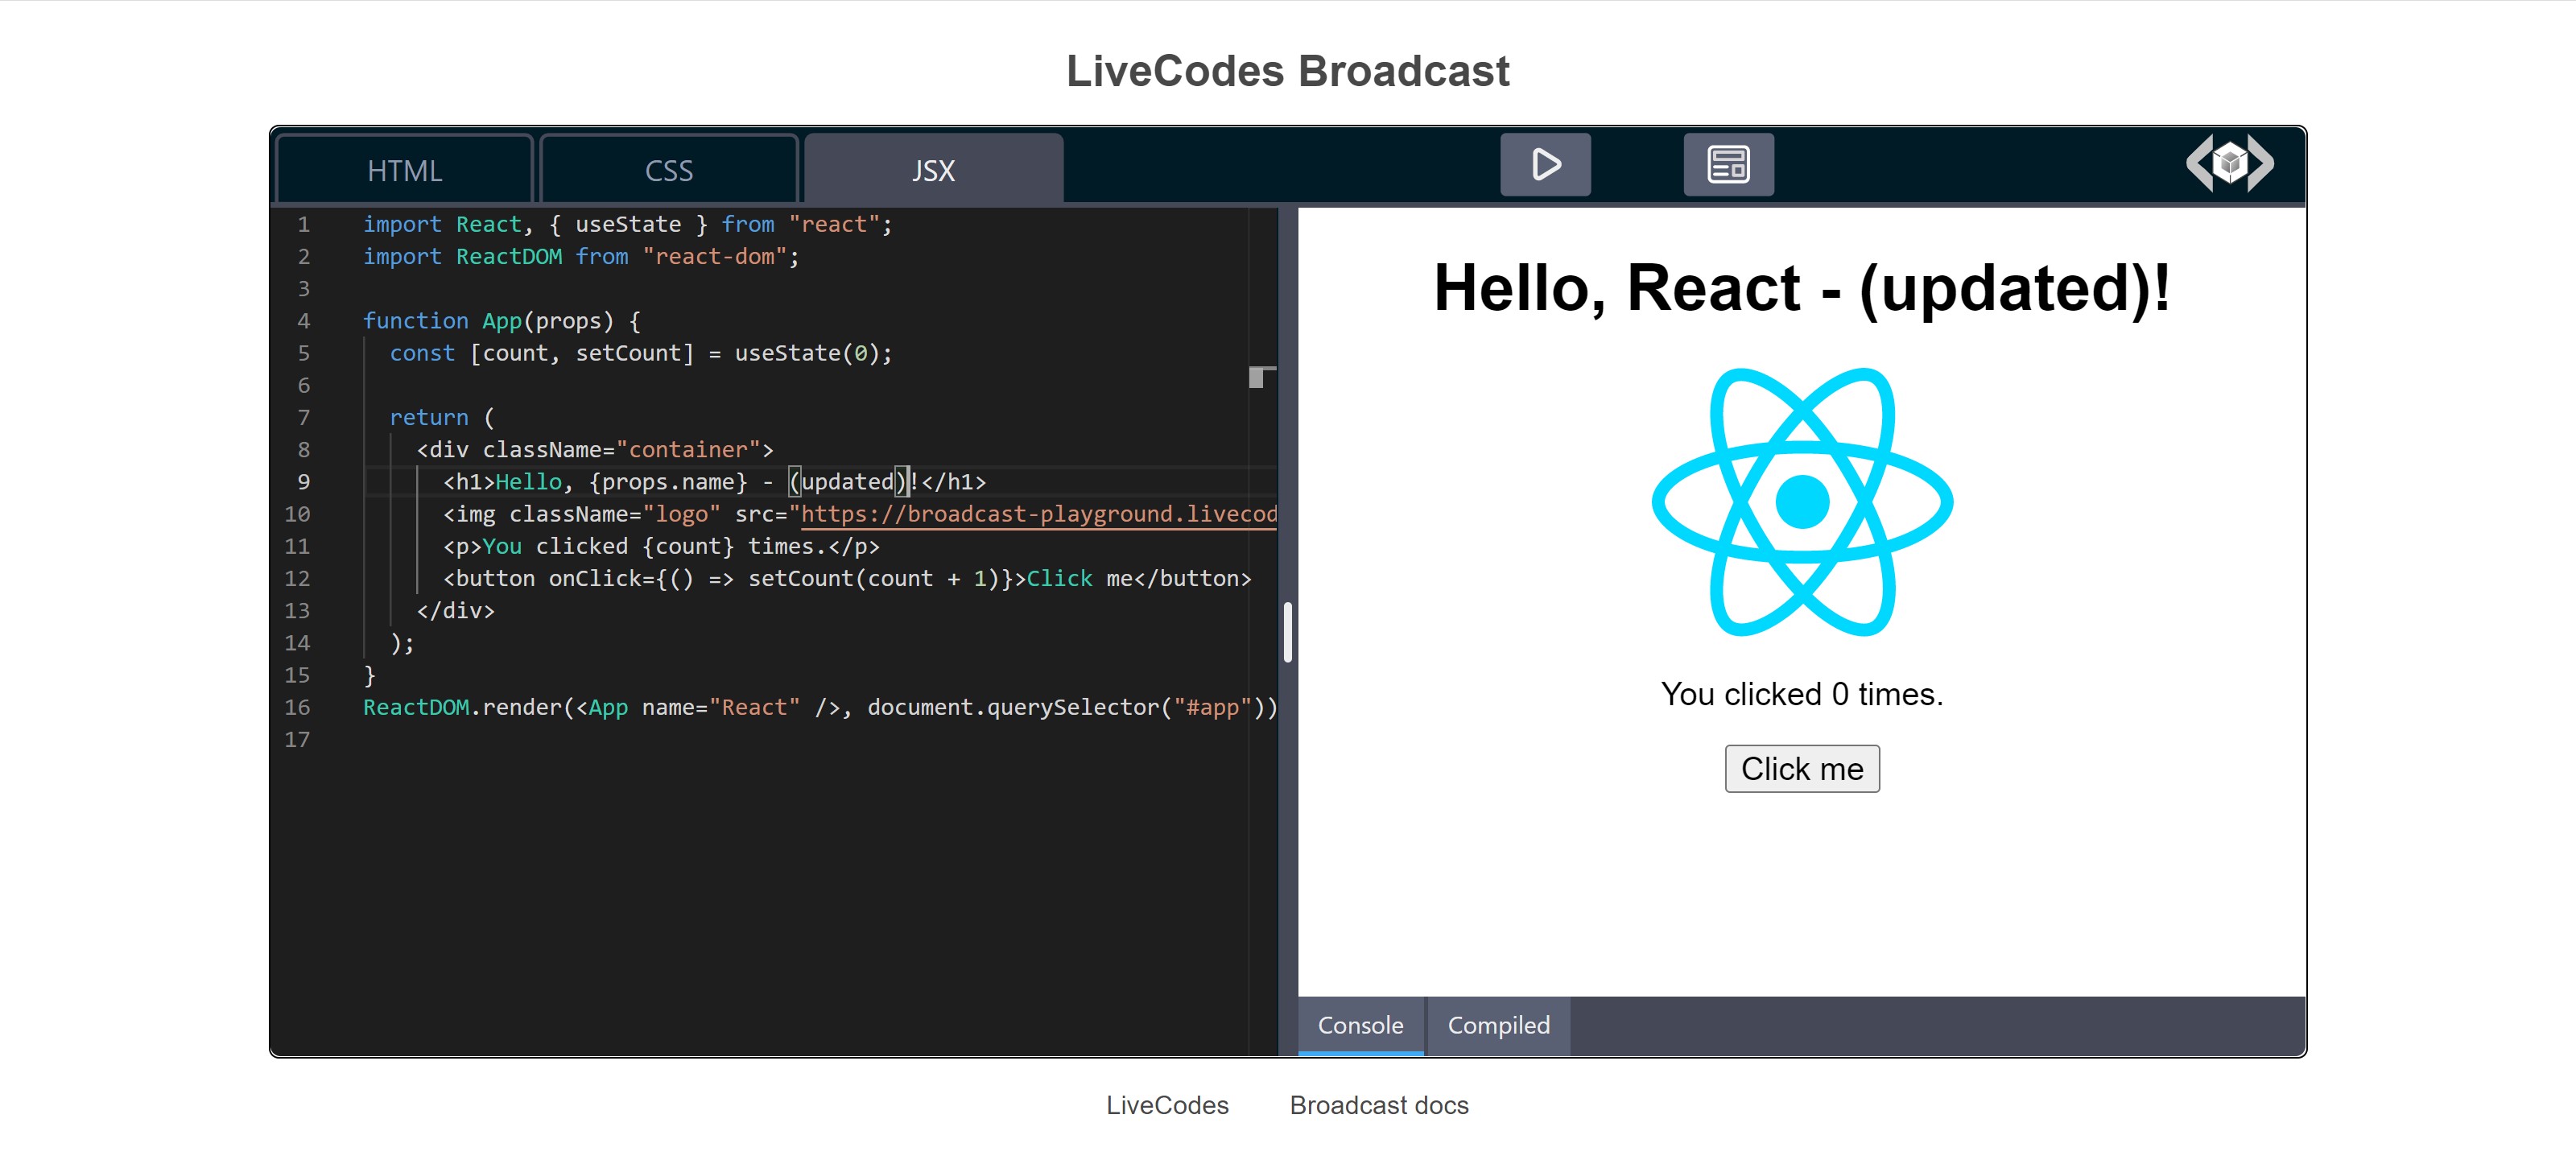 LiveCodes Broadcast
HTML CSS JSX
1 import React, { useState } from "react";
2 import ReactDOM from "react-dom";
3
4 function App(props) {
5 const [count, setCount] = useState(0);
6
7 return (
8 <div className="container">
9 <h1>Hello, {props.name} - (updated)!</h1>
10 <img className="logo" src="https://broadcast-playground.livecod
11 <p>You clicked {count} times.</p>
12 <button onClick={() => setCount(count + 1)}>Click me</button>
13 </div>
14 );
15 }
16 ReactDOM.render(<App name="React" />, document.querySelector("#app"))
17
Hello, React - (updated)!
You clicked 0 times.
Click me
Console Compiled
LiveCodes Broadcast docs